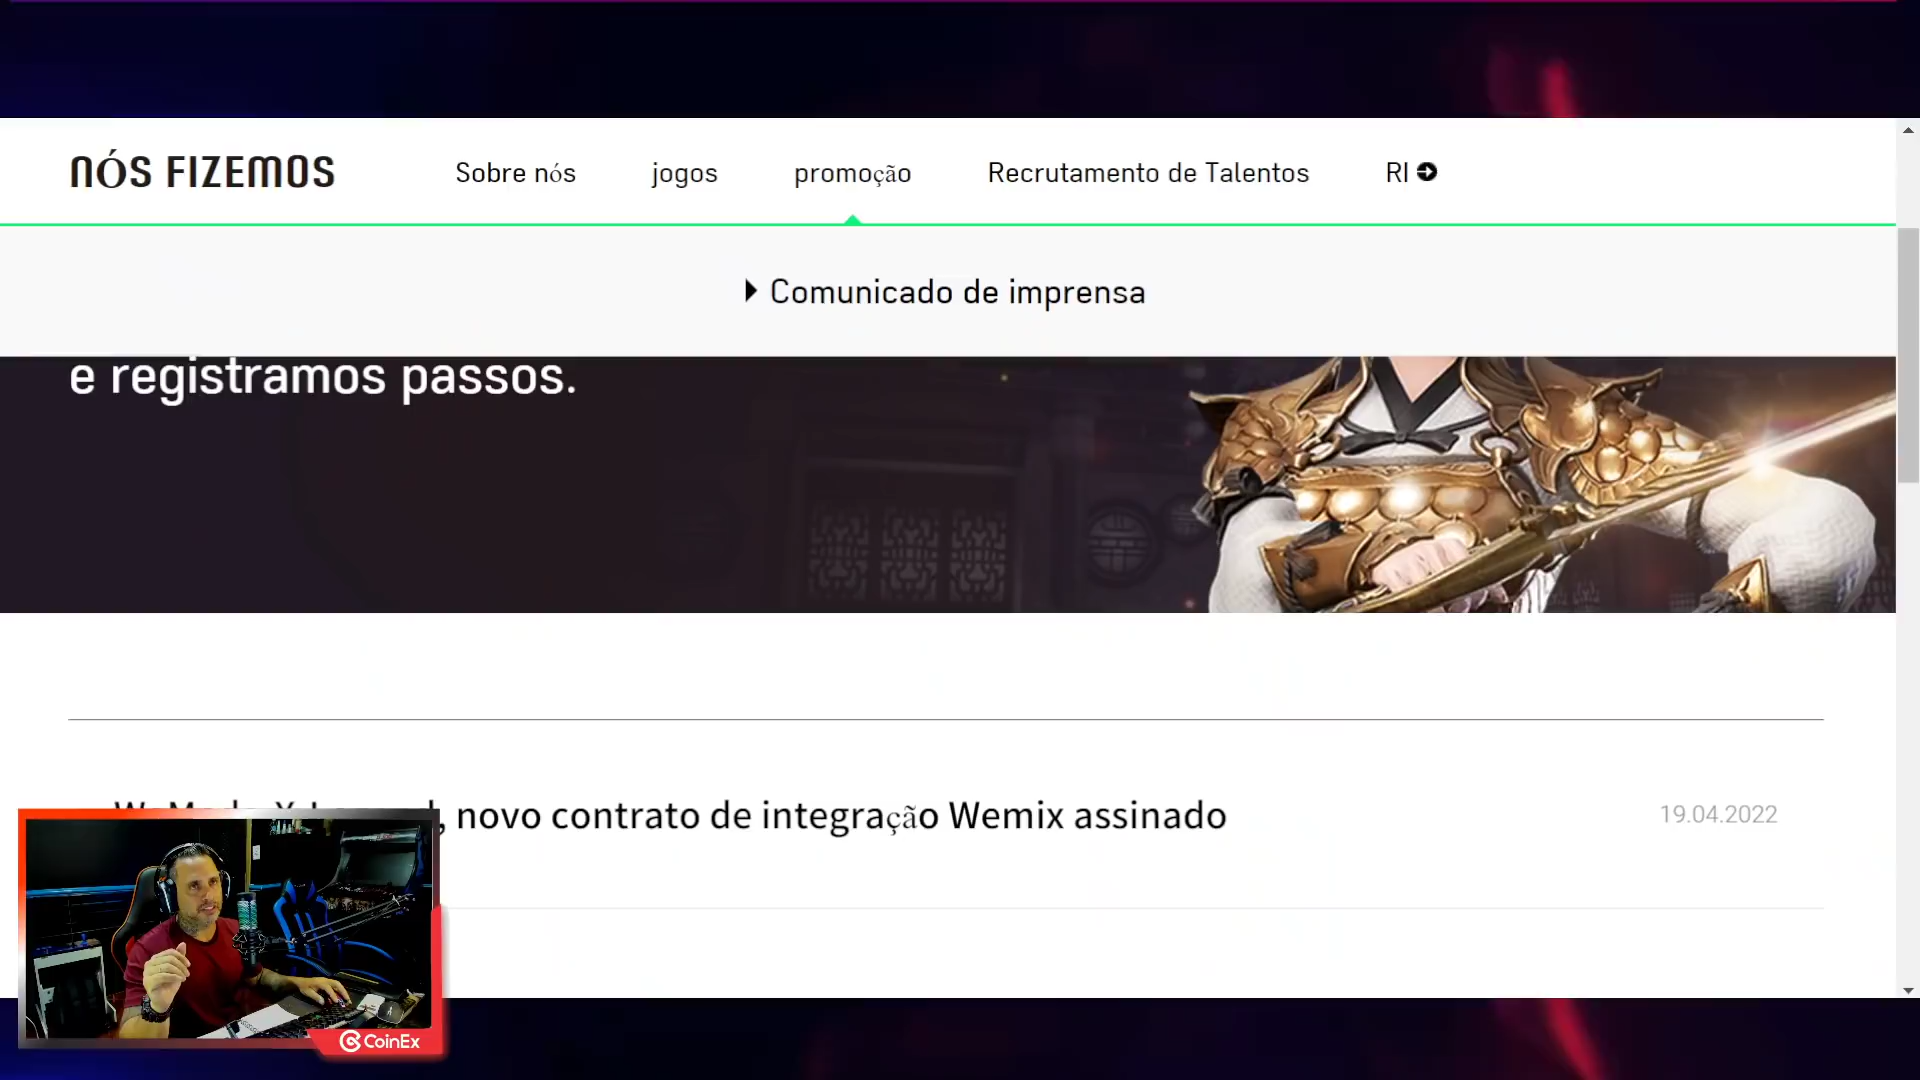 NÓS FIZEMOS
Sobre nós
jogos
promoção
Recrutamento de Talentos
RI
Comunicado de imprensa
e registramos passos.
, novo contrato de integração Wemix assinado
19.04.2022
CoinEx